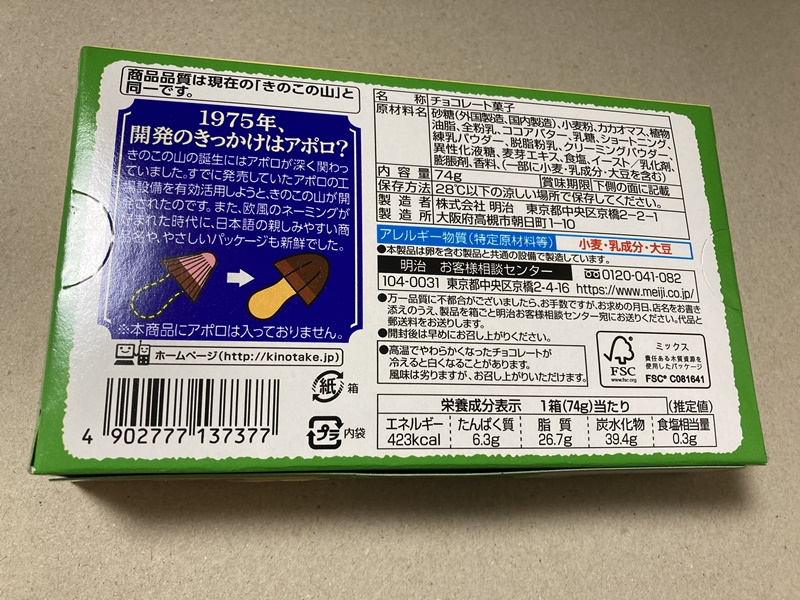 商品品質は現在の「きのこの山」と
同一です。
1975年、
開発のきっかけはアポロ?
きのこの山の誕生にはアポロが深く関わっ
ていました。すでに発売していたアポロの工
場設備を有効活用しようと、きのこの山が開
発されたのです。また、欧風のネーミングが
好まれた時代に、日本語の親しみやすい商
品名や、やさしいパッケージも新鮮でした。
※本商品にアポロは入っておりません。
ホームページ(http://kinotake.jp)
4 902777 137377
紙 箱
プラ 内袋
名 称 チョコレート菓子
原材料名 砂糖(外国製造、国内製造)、小麦粉、カカオマス、植物
油脂、全粉乳、ココアバター、乳糖、ショートニング、
練乳パウダー、脱脂粉乳、クリーミングパウダー、
異性化液糖、麦芽エキス、食塩、イースト/乳化剤、
膨脹剤、香料、(一部に小麦・乳成分・大豆を含む)
内 容 量 74g 賞味期限 下側の面に記載
保存方法 28℃以下の涼しい場所で保存してください。
製 造 者 株式会社 明治 東京都中央区京橋2-2-1
製 造 所 大阪府高槻市朝日町1-10
アレルギー物質(特定原材料等) 小麦・乳成分・大豆
●本製品は卵を含む製品と共通の設備で製造しています。
明治 お客様相談センター 0120-041-082
104-0031 東京都中央区京橋2-4-16 https://www.meiji.co.jp/
●万一品質に不都合がございましたら、お手数ですが、お求めの月日、店名をお書き
添えのうえ、製品を箱ごと明治お客様相談センター宛にお送りください。代品と
郵送料をお送りします。
●開封後は早めにお召し上がりください。
●高温でやわらかくなったチョコレートが
冷えると白くなることがあります。
風味は劣りますが、お召し上がりいただけます。
FSC
www.fsc.org
ミックス
責任ある木質資源を
使用したパッケージ
FSC® C081641
栄養成分表示 1箱(74g)当たり (推定値)
エネルギー たんぱく質 脂 質 炭水化物 食塩相当量
423kcal 6.3g 26.7g 39.4g 0.3g